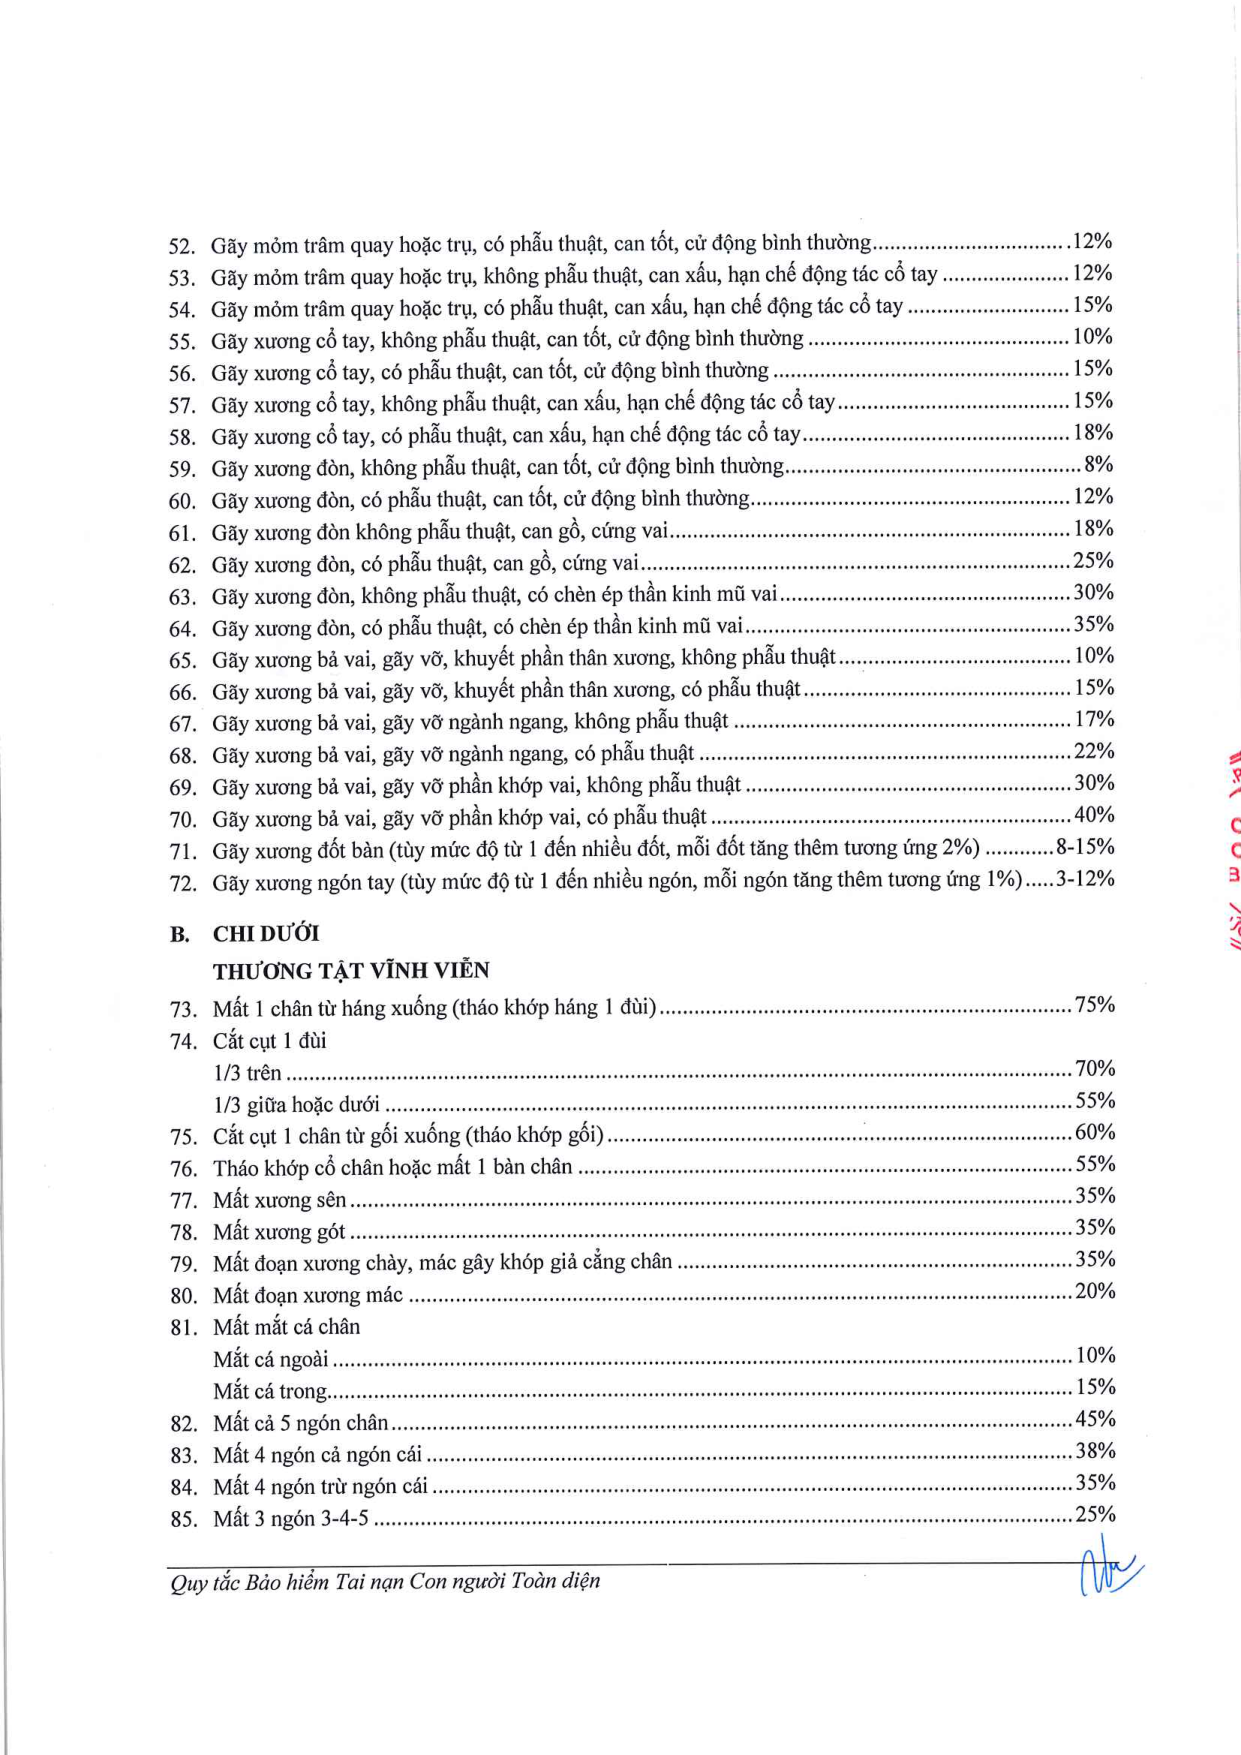 52. Gãy mỏm trâm quay hoặc trụ, có phẫu thuật, can tốt, cử động bình thường..................................12%
53. Gãy mỏm trâm quay hoặc trụ, không phẫu thuật, can xấu, hạn chế động tác cổ tay .....................12%
54. Gãy mỏm trâm quay hoặc trụ, có phẫu thuật, can xấu, hạn chế động tác cổ tay ...........................15%
55. Gãy xương cổ tay, không phẫu thuật, can tốt, cử động bình thường ............................................10%
56. Gãy xương cổ tay, có phẫu thuật, can tốt, cử động bình thường ..................................................15%
57. Gãy xương cổ tay, không phẫu thuật, can xấu, hạn chế động tác cổ tay.......................................15%
58. Gãy xương cổ tay, có phẫu thuật, can xấu, hạn chế động tác cổ tay.............................................18%
59. Gãy xương đòn, không phẫu thuật, can tốt, cử động bình thường..................................................8%
60. Gãy xương đòn, có phẫu thuật, can tốt, cử động bình thường......................................................12%
61. Gãy xương đòn không phẫu thuật, can gồ, cứng vai....................................................................18%
62. Gãy xương đòn, có phẫu thuật, can gồ, cứng vai.........................................................................25%
63. Gãy xương đòn, không phẫu thuật, có chèn ép thần kinh mũ vai.................................................30%
64. Gãy xương đòn, có phẫu thuật, có chèn ép thần kinh mũ vai.......................................................35%
65. Gãy xương bả vai, gãy vỡ, khuyết phần thân xương, không phẫu thuật.......................................10%
66. Gãy xương bả vai, gãy vỡ, khuyết phần thân xương, có phẫu thuật.............................................15%
67. Gãy xương bả vai, gãy vỡ ngành ngang, không phẫu thuật .........................................................17%
68. Gãy xương bả vai, gãy vỡ ngành ngang, có phẫu thuật ...............................................................22%
69. Gãy xương bả vai, gãy vỡ phần khớp vai, không phẫu thuật .......................................................30%
70. Gãy xương bả vai, gãy vỡ phần khớp vai, có phẫu thuật .............................................................40%
71. Gãy xương đốt bàn (tùy mức độ từ 1 đến nhiều đốt, mỗi đốt tăng thêm tương ứng 2%) ............8-15%
72. Gãy xương ngón tay (tùy mức độ từ 1 đến nhiều ngón, mỗi ngón tăng thêm tương ứng 1%).....3-12%
B. CHI DƯỚI
THƯƠNG TẬT VĨNH VIỄN
73. Mất 1 chân từ háng xuống (tháo khớp háng 1 đùi)......................................................................75%
74. Cắt cụt 1 đùi
1/3 trên ....................................................................................................................................70%
1/3 giữa hoặc dưới ...................................................................................................................55%
75. Cắt cụt 1 chân từ gối xuống (tháo khớp gối)...............................................................................60%
76. Tháo khớp cổ chân hoặc mất 1 bàn chân ....................................................................................55%
77. Mất xương sên..........................................................................................................................35%
78. Mất xương gót ..........................................................................................................................35%
79. Mất đoạn xương chày, mác gây khớp giả cẳng chân ...................................................................35%
80. Mất đoạn xương mác ................................................................................................................20%
81. Mất mắt cá chân
Mắt cá ngoài ............................................................................................................................10%
Mắt cá trong.............................................................................................................................15%
82. Mất cả 5 ngón chân...................................................................................................................45%
83. Mất 4 ngón cả ngón cái .............................................................................................................38%
84. Mất 4 ngón trừ ngón cái ............................................................................................................35%
85. Mất 3 ngón 3-4-5 ......................................................................................................................25%
Quy tắc Bảo hiểm Tai nạn Con người Toàn diện